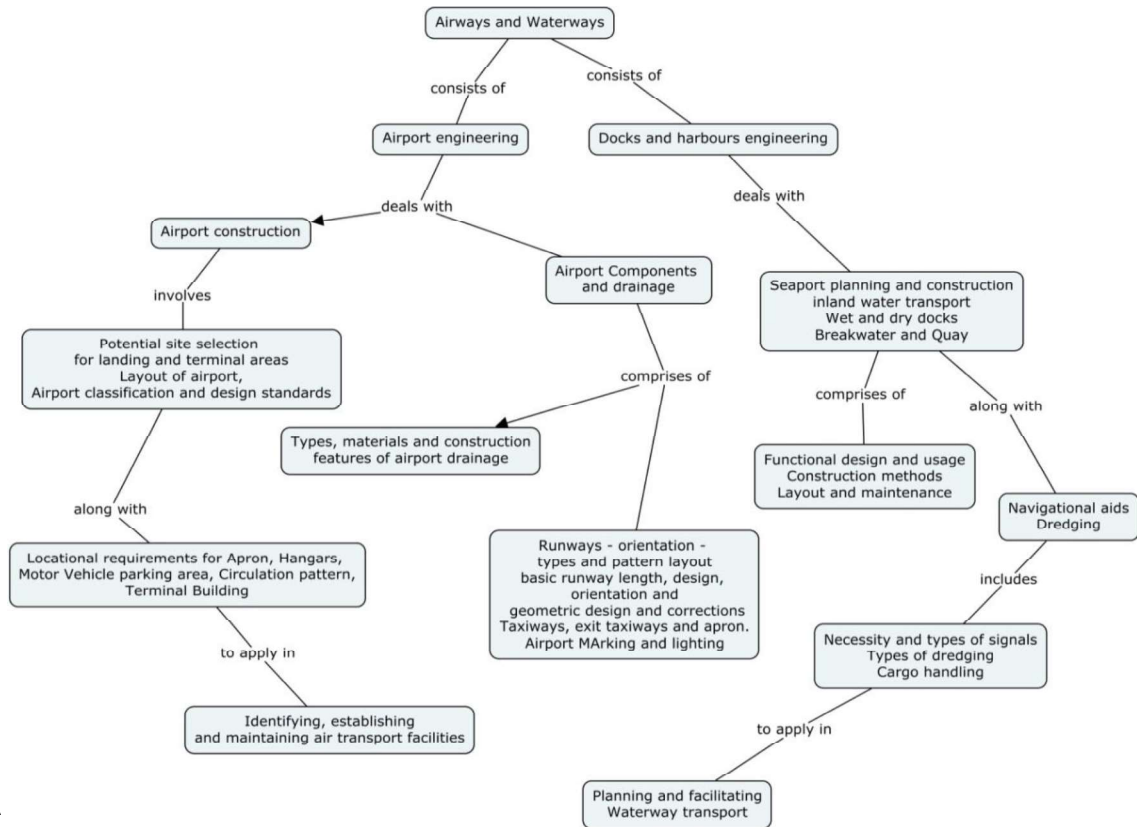 Airways and Waterways
consists of
consists of
Airport engineering
Docks and harbours engineering
deals with
deals with
Airport construction
Airport Components
and drainage
Seaport planning and construction
inland water transport
Wet and dry docks
Breakwater and Quay
involves
Potential site selection
for landing and terminal areas
Layout of airport,
Airport classification and design standards
comprises of
comprises of
along with
Types, materials and construction
features of airport drainage
Functional design and usage
Construction methods
Layout and maintenance
along with
Navigational aids
Dredging
Locational requirements for Apron, Hangars,
Motor Vehicle parking area, Circulation pattern,
Terminal Building
Runways - orientation -
types and pattern layout
basic runway length, design,
orientation and
geometric design and corrections
Taxiways, exit taxiways and apron.
Airport MArking and lighting
includes
to apply in
Necessity and types of signals
Types of dredging
Cargo handling
Identifying, establishing
and maintaining air transport facilities
to apply in
Planning and facilitating
Waterway transport